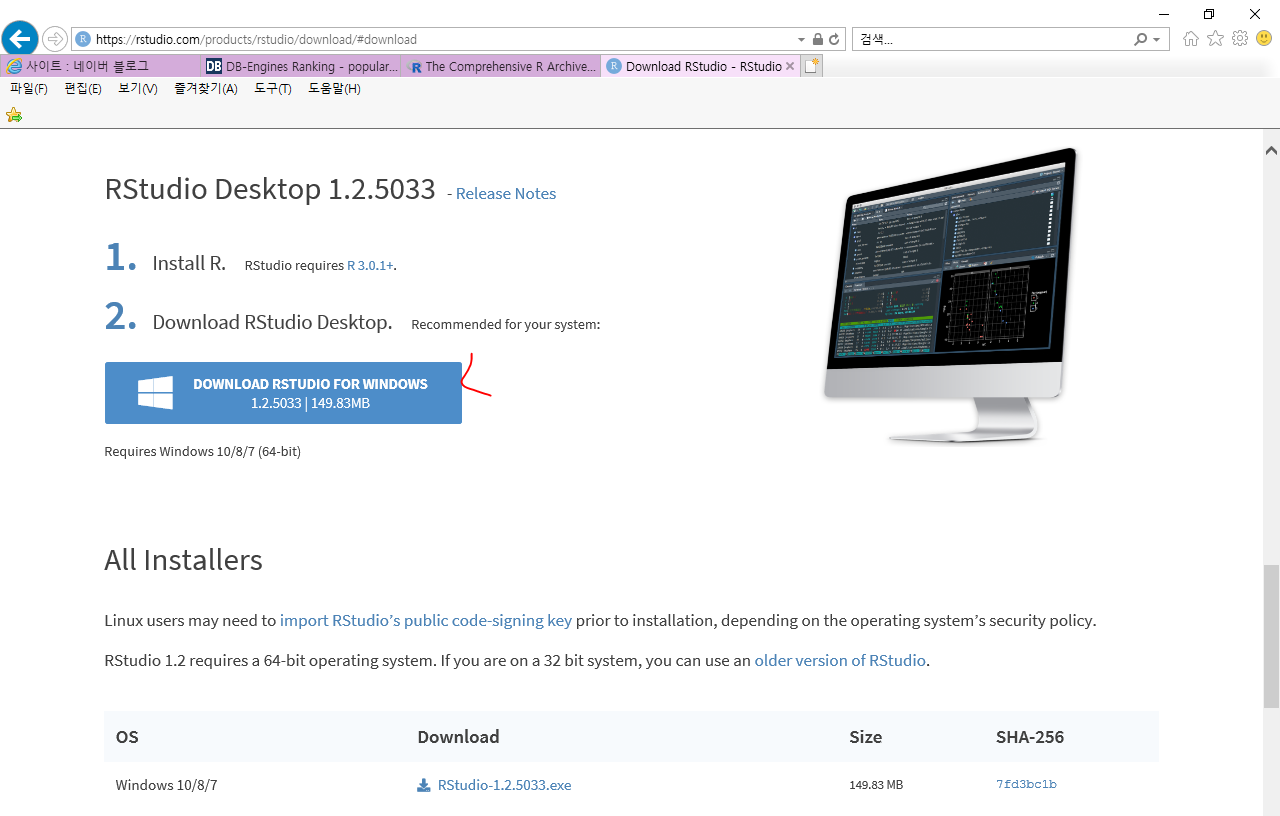 https://rstudio.com/products/rstudio/download/#download
검색...
사이트 : 네이버 블로그
DB DB-Engines Ranking - popular...
The Comprehensive R Archive...
Download RStudio - RStudio
파일(F) 편집(E) 보기(V) 즐겨찾기(A) 도구(T) 도움말(H)
RStudio Desktop 1.2.5033 - Release Notes
1. Install R. RStudio requires R 3.0.1+.
2. Download RStudio Desktop. Recommended for your system:
DOWNLOAD RSTUDIO FOR WINDOWS
1.2.5033 | 149.83MB
Requires Windows 10/8/7 (64-bit)
All Installers
Linux users may need to import RStudio’s public code-signing key prior to installation, depending on the operating system’s security policy.
RStudio 1.2 requires a 64-bit operating system. If you are on a 32 bit system, you can use an older version of RStudio.
OS Download Size SHA-256
Windows 10/8/7 RStudio-1.2.5033.exe 149.83 MB 7fd3bc1b